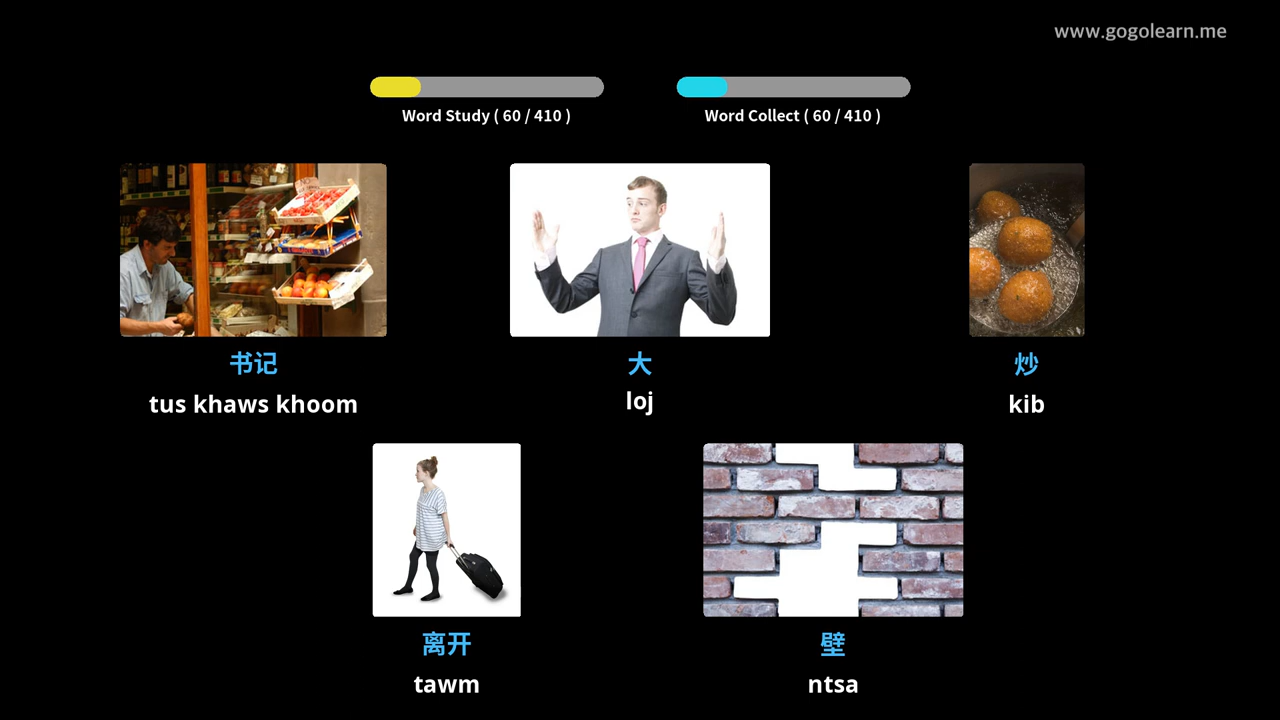 www.gogolearn.me
Word Study ( 60 / 410 )
Word Collect ( 60 / 410 )
书记
tus khaws khoom
大
loj
炒
kib
离开
tawm
壁
ntsa